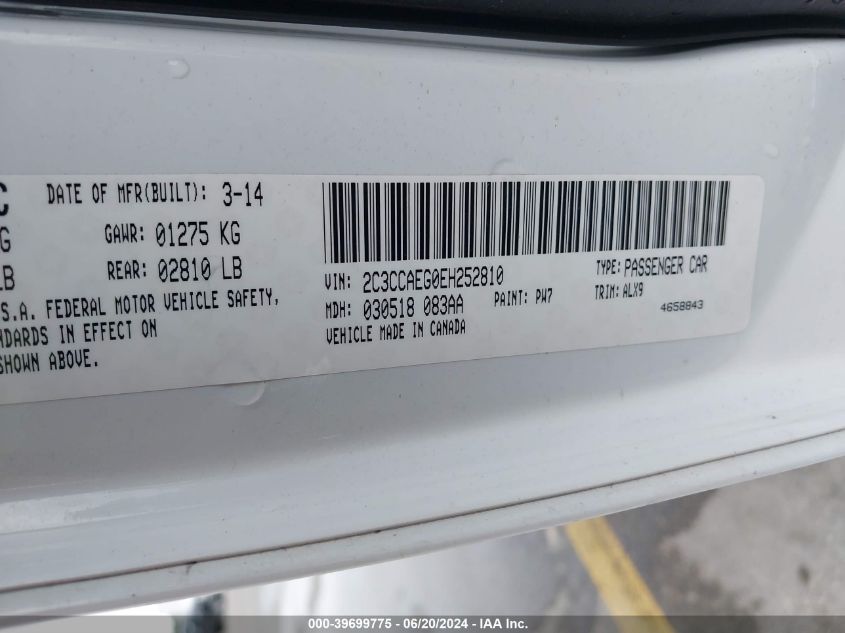 C DATE OF MFR(BUILT): 3-14
G GAWR: 01275 KG
LB REAR: 02810 LB
.S.A. FEDERAL MOTOR VEHICLE SAFETY,
NDARDS IN EFFECT ON
SHOWN ABOVE.
VIN: 2C3CCAEG0EH252810 TYPE: PASSENGER CAR
MDH: 030518 083AA PAINT: PW7 TRIM: ALX9
VEHICLE MADE IN CANADA 4658843
000-39699775 - 06/20/2024 - IAA Inc.